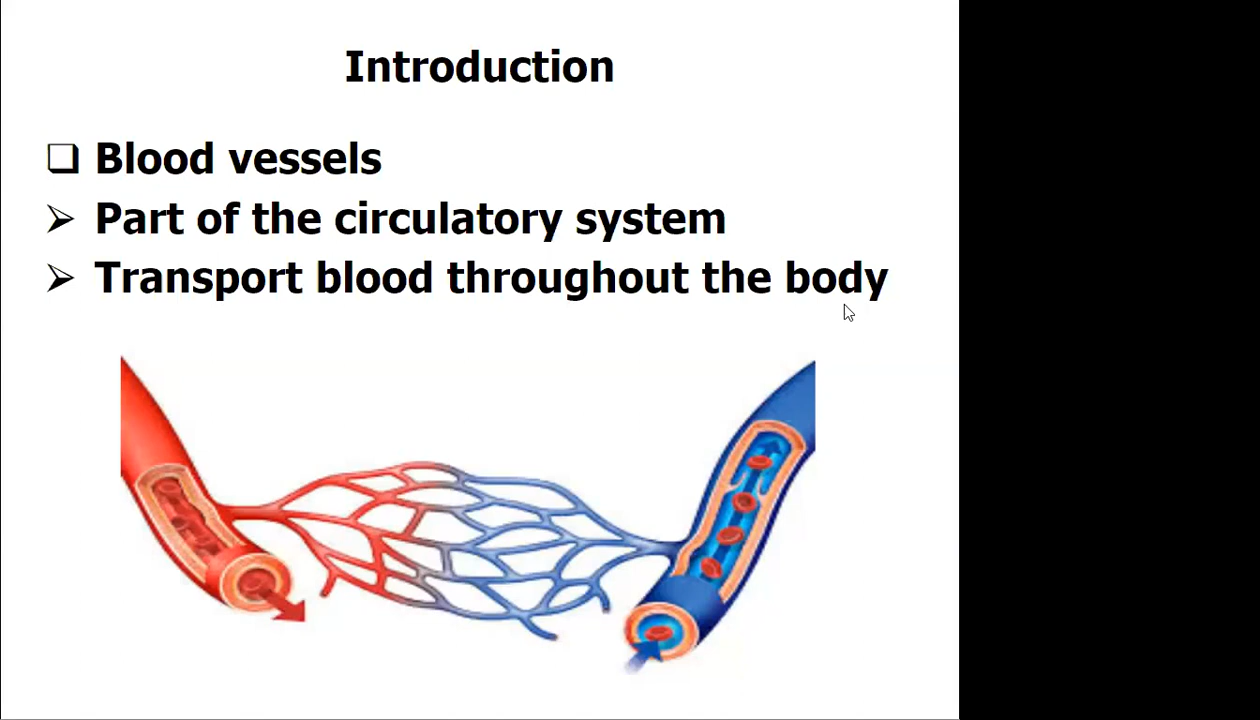 Introduction
❑ Blood vessels
➢ Part of the circulatory system
➢ Transport blood throughout the body